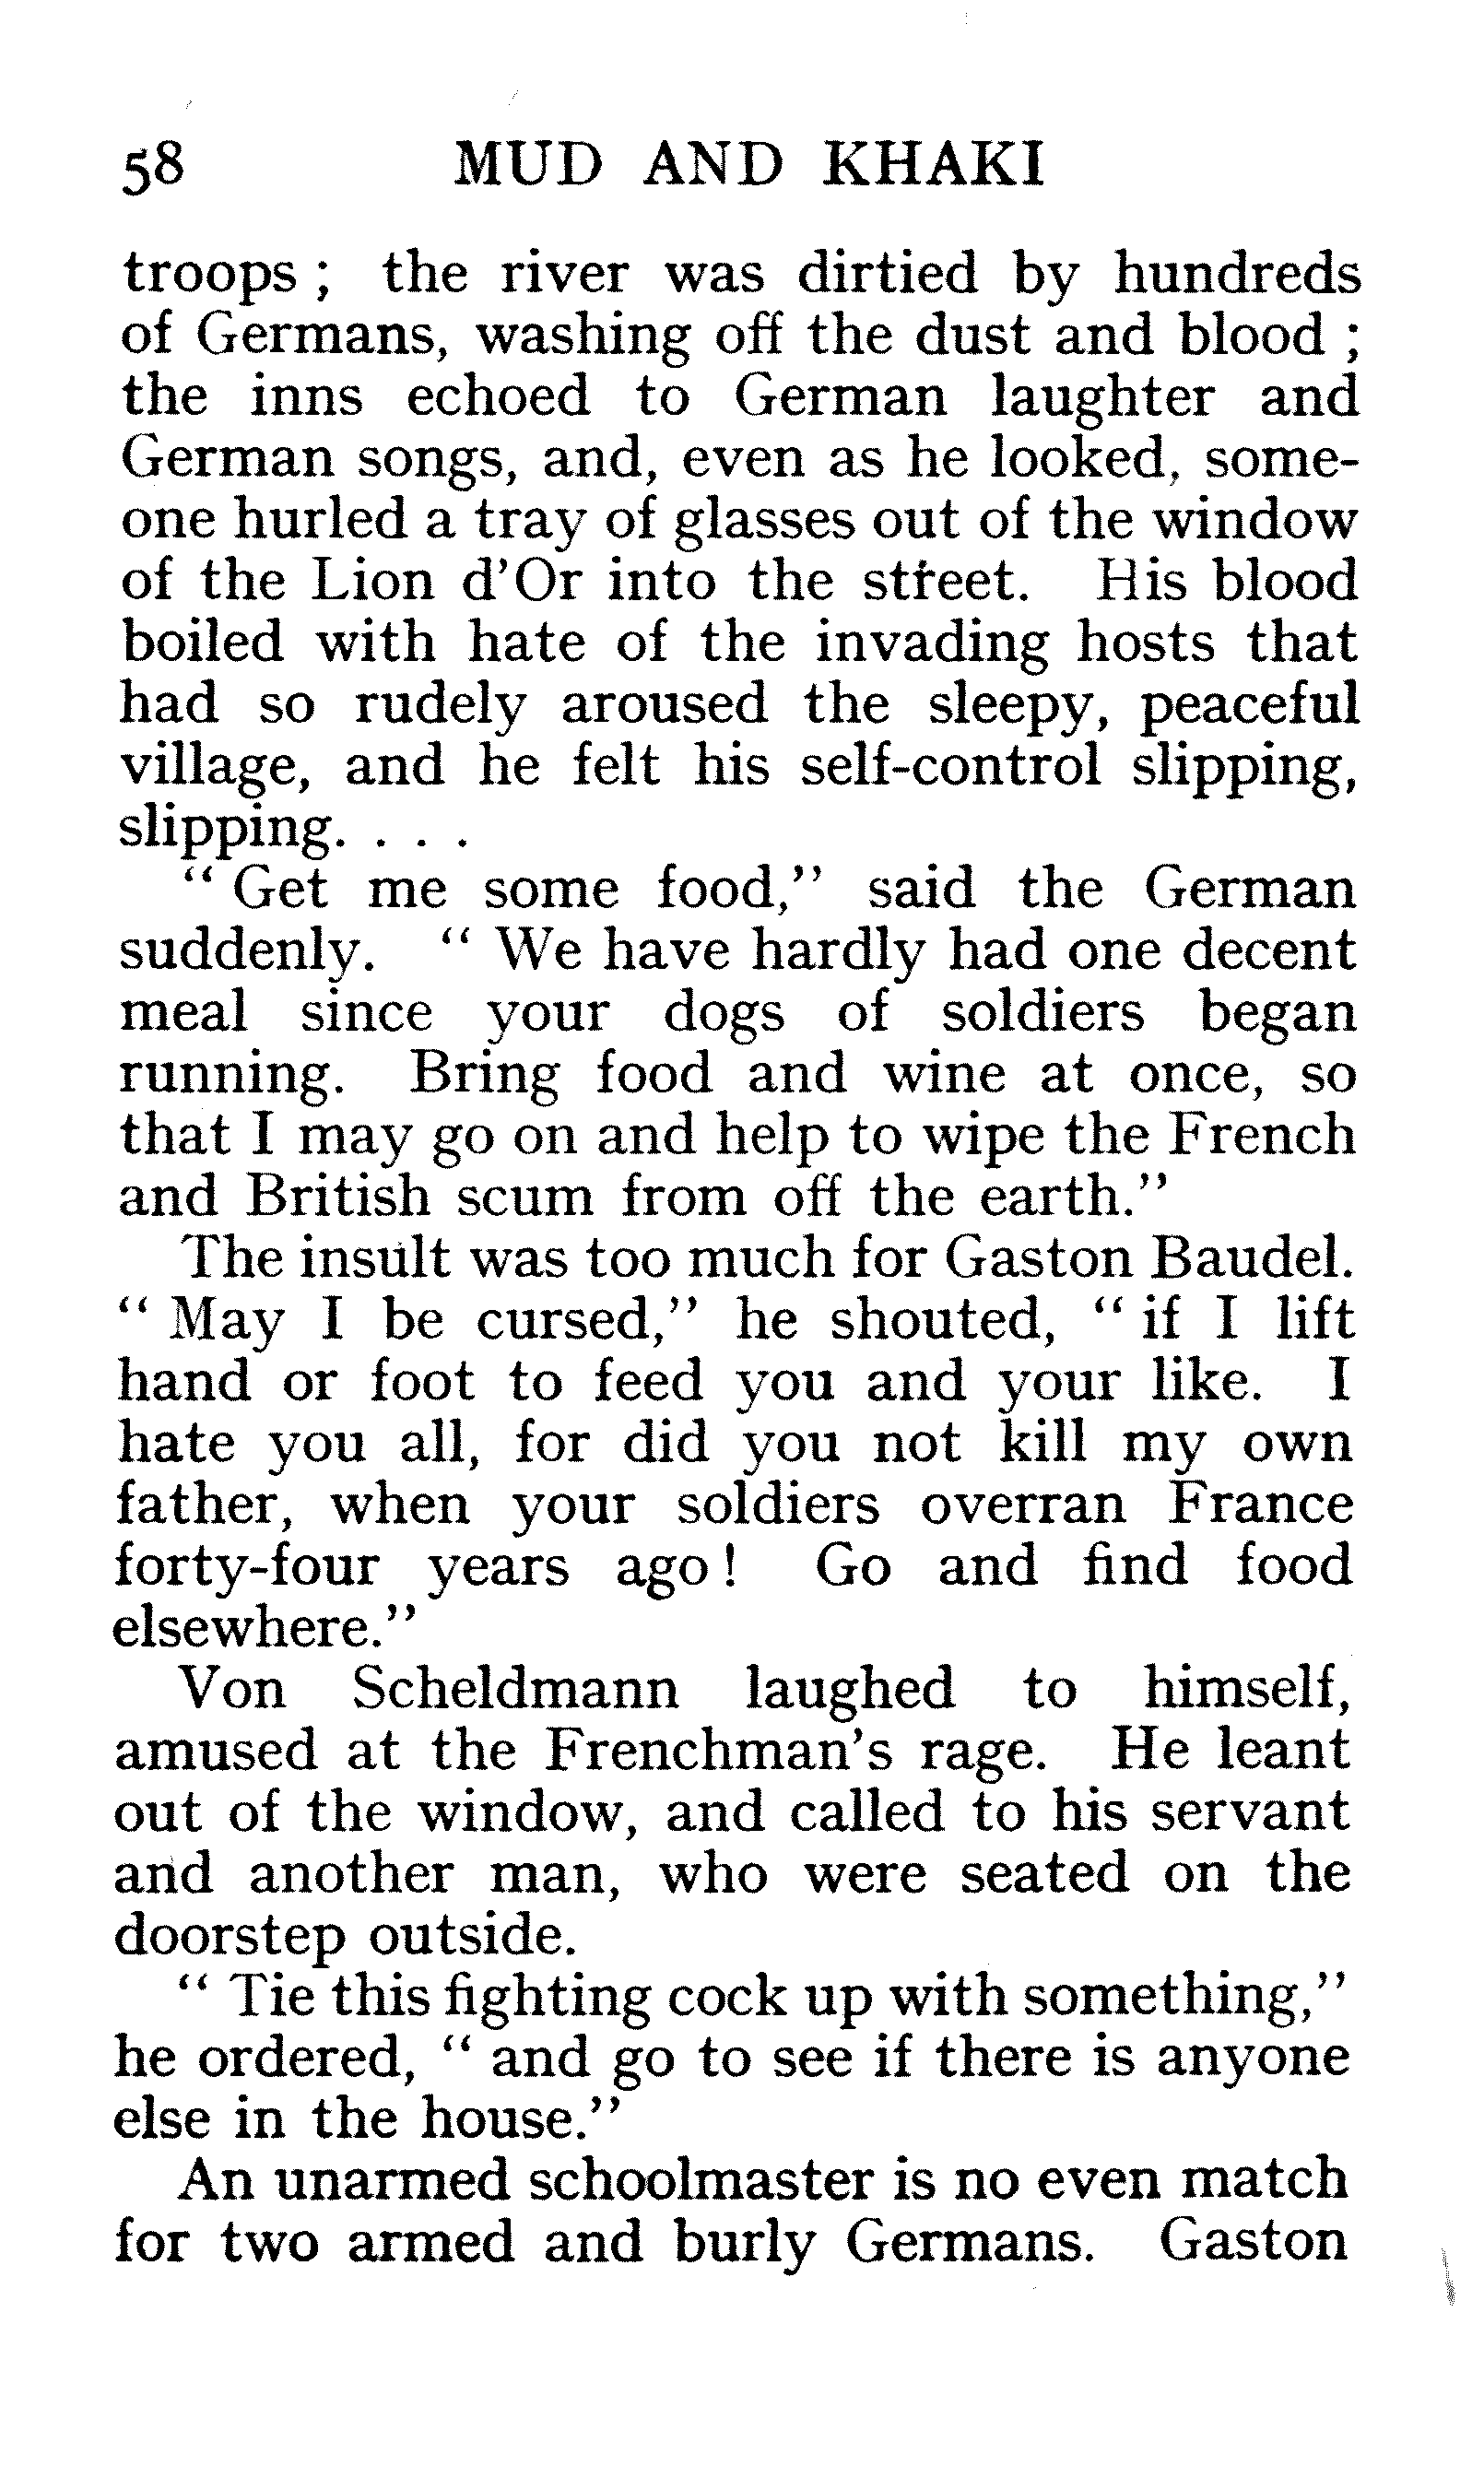 58 MUD AND KHAKI
troops ; the river was dirtied by hundreds
of Germans, washing off the dust and blood ;
the inns echoed to German laughter and
German songs, and, even as he looked, some-
one hurled a tray of glasses out of the window
of the Lion d'Or into the street. His blood
boiled with hate of the invading hosts that
had so rudely aroused the sleepy, peaceful
village, and he felt his self-control slipping,
slipping. . . .
" Get me some food," said the German
suddenly. " We have hardly had one decent
meal since your dogs of soldiers began
running. Bring food and wine at once, so
that I may go on and help to wipe the French
and British scum from off the earth."
The insult was too much for Gaston Baudel.
" May I be cursed," he shouted, " if I lift
hand or foot to feed you and your like. I
hate you all, for did you not kill my own
father, when your soldiers overran France
forty-four years ago ! Go and find food
elsewhere."
Von Scheldmann laughed to himself,
amused at the Frenchman's rage. He leant
out of the window, and called to his servant
and another man, who were seated on the
doorstep outside.
" Tie this fighting cock up with something,"
he ordered, " and go to see if there is anyone
else in the house."
An unarmed schoolmaster is no even match
for two armed and burly Germans. Gaston